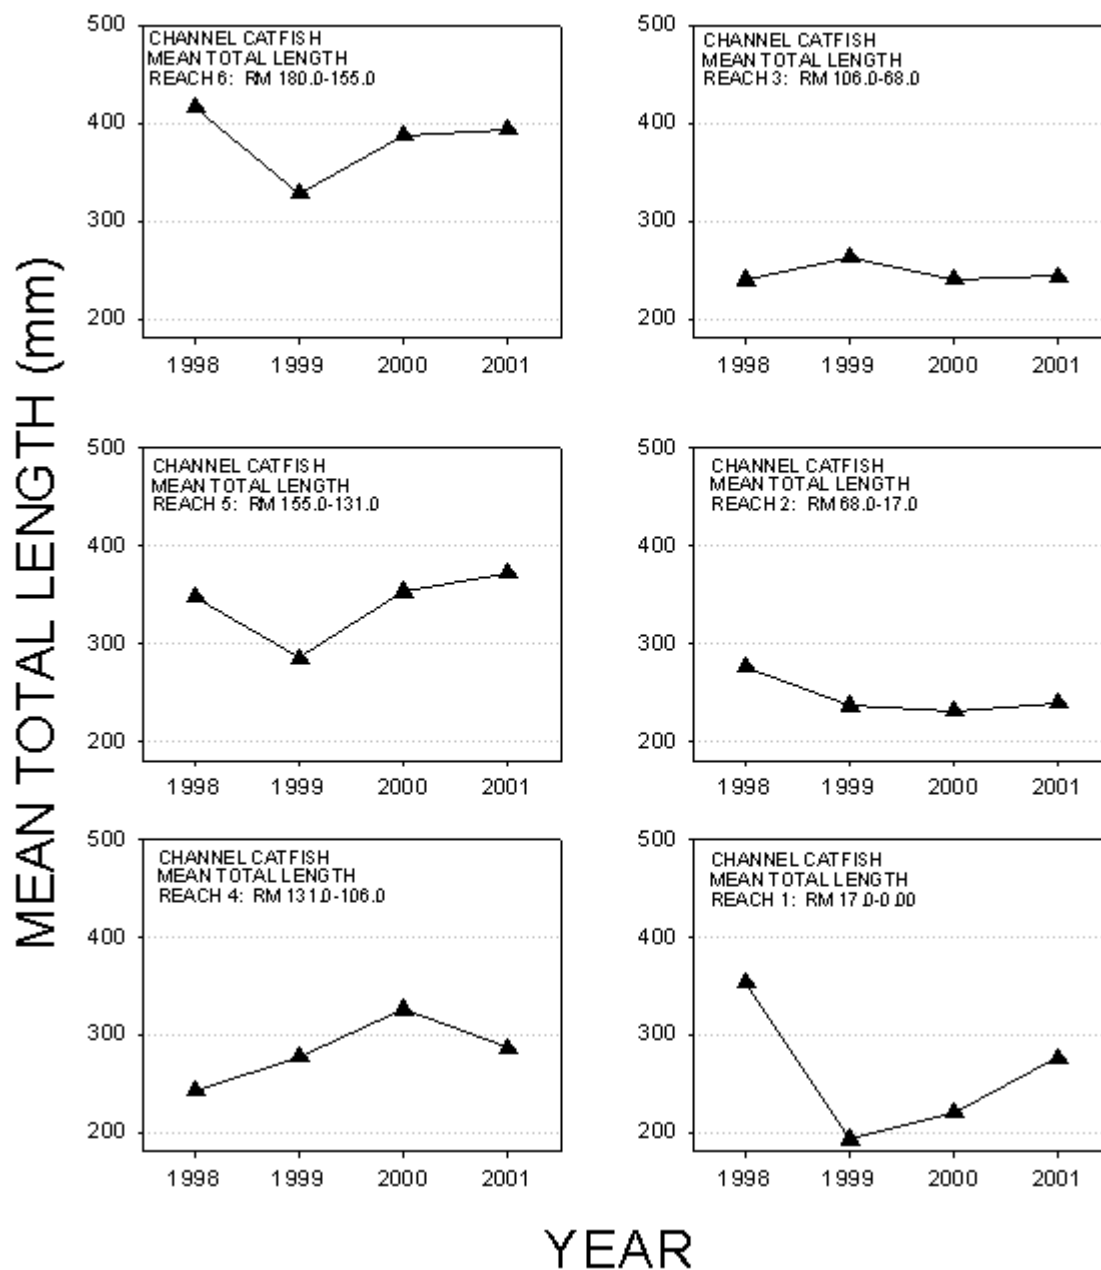 MEAN TOTAL LENGTH (mm)
500
400
300
200
CHANNEL CATFISH
MEAN TOTAL LENGTH
REACH 6: RM 180.0-155.0
1998 1999 2000 2001
500
400
300
200
CHANNEL CATFISH
MEAN TOTAL LENGTH
REACH 3: RM 106.0-68.0
1998 1999 2000 2001
500
400
300
200
CHANNEL CATFISH
MEAN TOTAL LENGTH
REACH 5: RM 155.0-131.0
1998 1999 2000 2001
500
400
300
200
CHANNEL CATFISH
MEAN TOTAL LENGTH
REACH 2: RM 68.0-17.0
1998 1999 2000 2001
500
400
300
200
CHANNEL CATFISH
MEAN TOTAL LENGTH
REACH 4: RM 131.0-106.0
1998 1999 2000 2001
500
400
300
200
CHANNEL CATFISH
MEAN TOTAL LENGTH
REACH 1: RM 17.0-0.00
1998 1999 2000 2001
YEAR